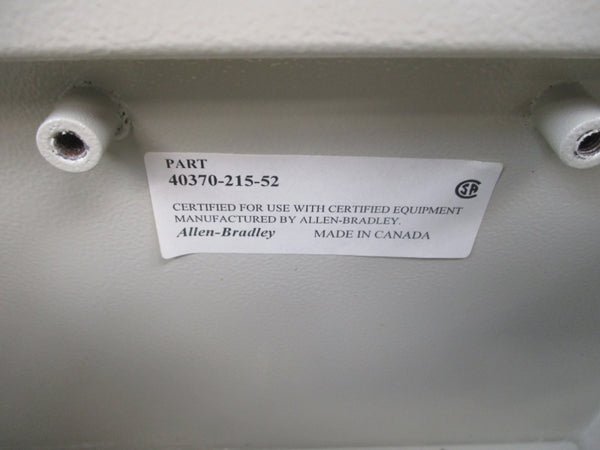 PART
40370-215-52
CERTIFIED FOR USE WITH CERTIFIED EQUIPMENT
MANUFACTURED BY ALLEN-BRADLEY.
Allen-Bradley MADE IN CANADA